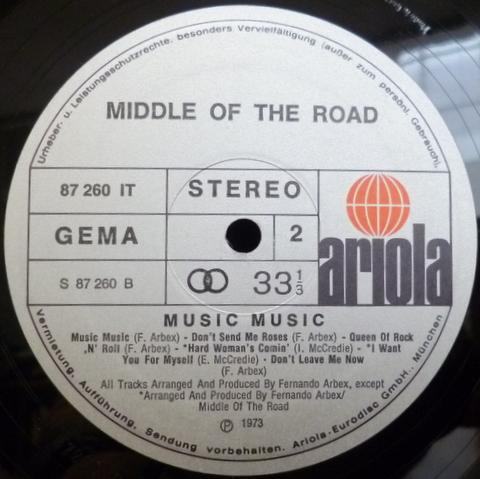 Urheber- u. Leistungsschutzrechte, besonders Vervielfältigung (außer zum persönl. Gebrauch),
MIDDLE OF THE ROAD
87 260 IT
STEREO
GEMA
2
ariola
S 87 260 B
33 1/3
MUSIC MUSIC
Music Music (F. Arbex) - Don't Send Me Roses (F. Arbex) - Queen Of Rock
‚N' Roll (F. Arbex) - *Hard Woman's Comin' (I. McCredie) - *I Want
You For Myself (E. McCredie) - Don't Leave Me Now
(F. Arbex)
All Tracks Arranged And Produced By Fernando Arbex, except
*Arranged And Produced By Fernando Arbex/
Middle Of The Road
℗ 1973
Vermietung, Aufführung, Sendung vorbehalten. Ariola-Eurodisc GmbH., München